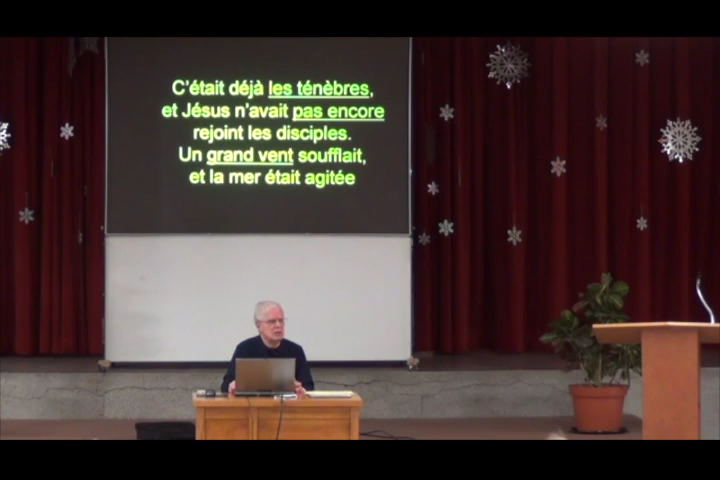 C'était déjà les ténèbres,
et Jésus n'avait pas encore
rejoint les disciples.
Un grand vent soufflait,
et la mer était agitée